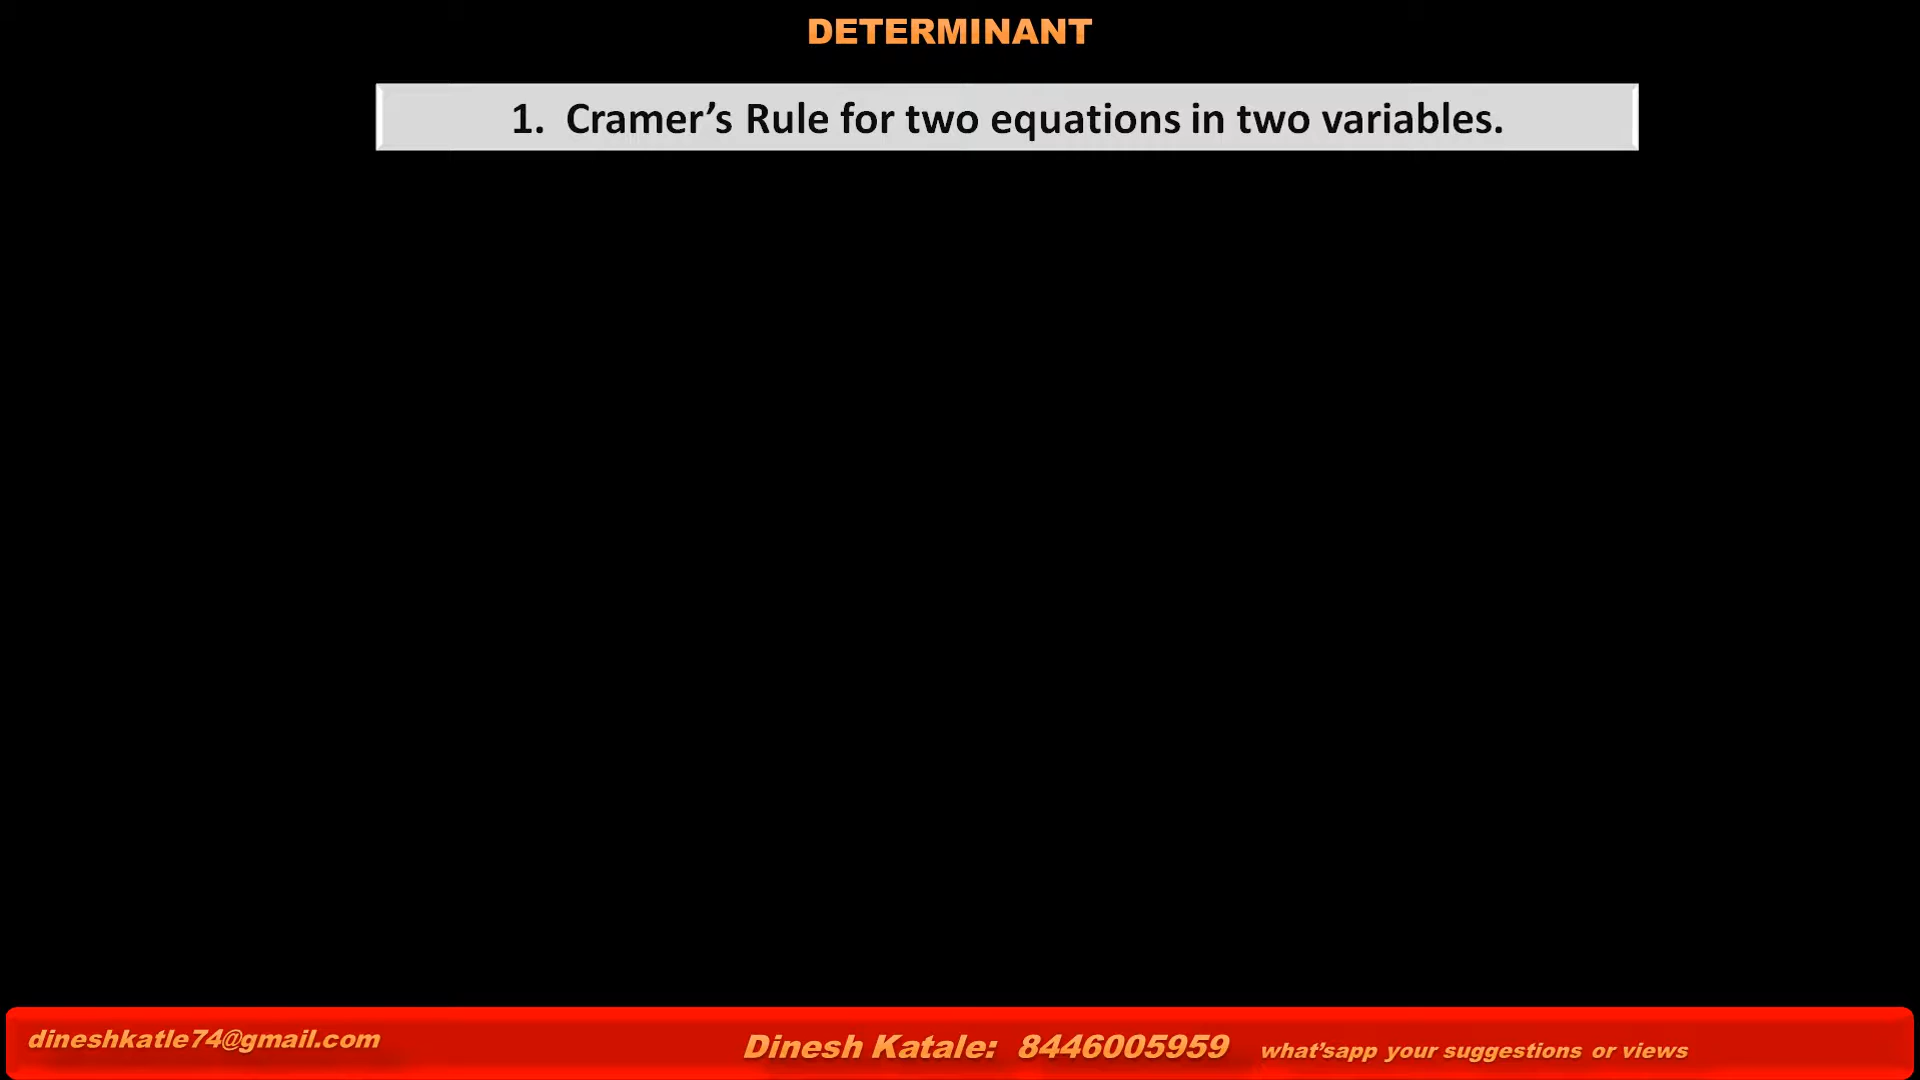 DETERMINANT
1. Cramer’s Rule for two equations in two variables.
dineshkatle74@gmail.com
Dinesh Katale: 8446005959 what’sapp your suggestions or views